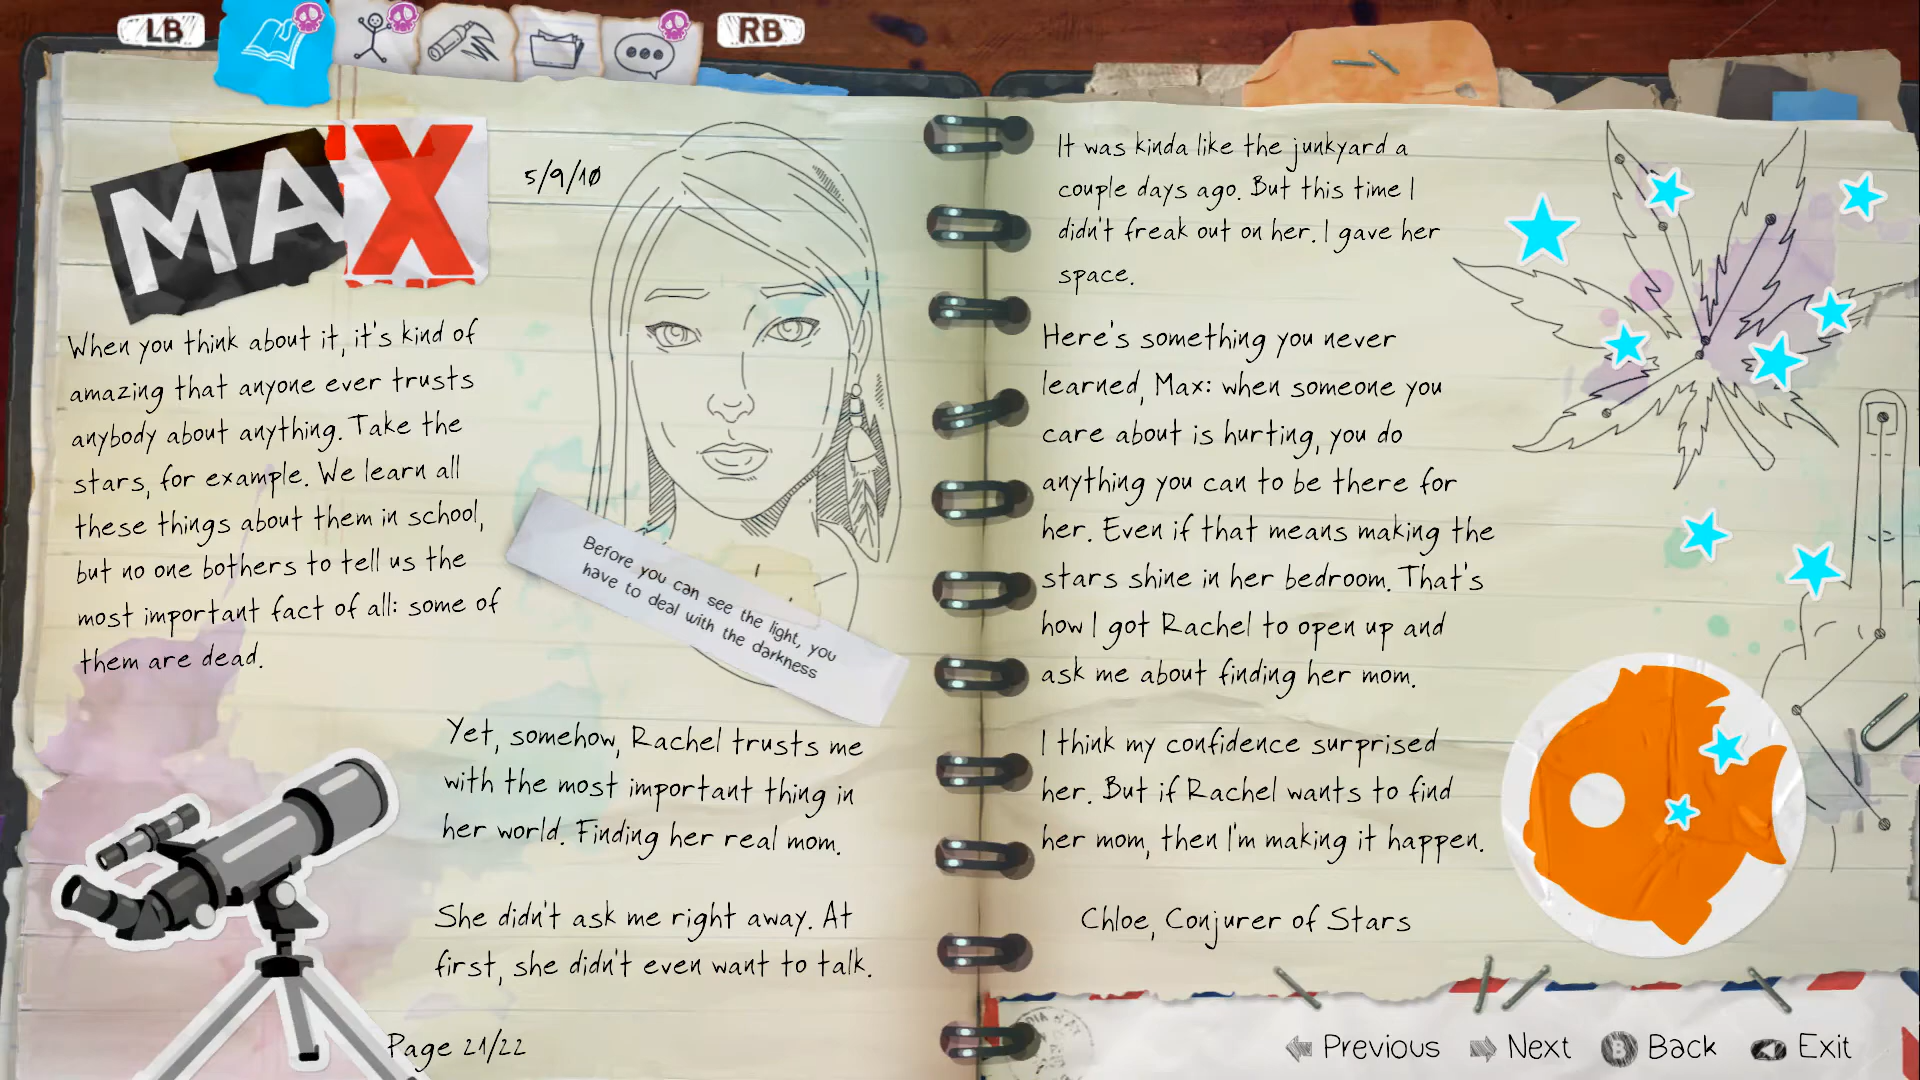 LB
RB
MAX
5/9/10
When you think about it, it's kind of
amazing that anyone ever trusts
anybody about anything. Take the
stars, for example. We learn all
these things about them in school,
but no one bothers to tell us the
most important fact of all: some of
them are dead.
Before you can see the light, you
have to deal with the darkness
Yet, somehow, Rachel trusts me
with the most important thing in
her world. Finding her real mom.
She didn't ask me right away. At
first, she didn't even want to talk.
Page 21/22
It was kinda like the junkyard a
couple days ago. But this time I
didn't freak out on her. I gave her
space.
Here's something you never
learned, Max: when someone you
care about is hurting, you do
anything you can to be there for
her. Even if that means making the
stars shine in her bedroom. That's
how I got Rachel to open up and
ask me about finding her mom.
I think my confidence surprised
her. But if Rachel wants to find
her mom, then I'm making it happen.
Chloe, Conjurer of Stars
Previous
Next
B Back
Exit